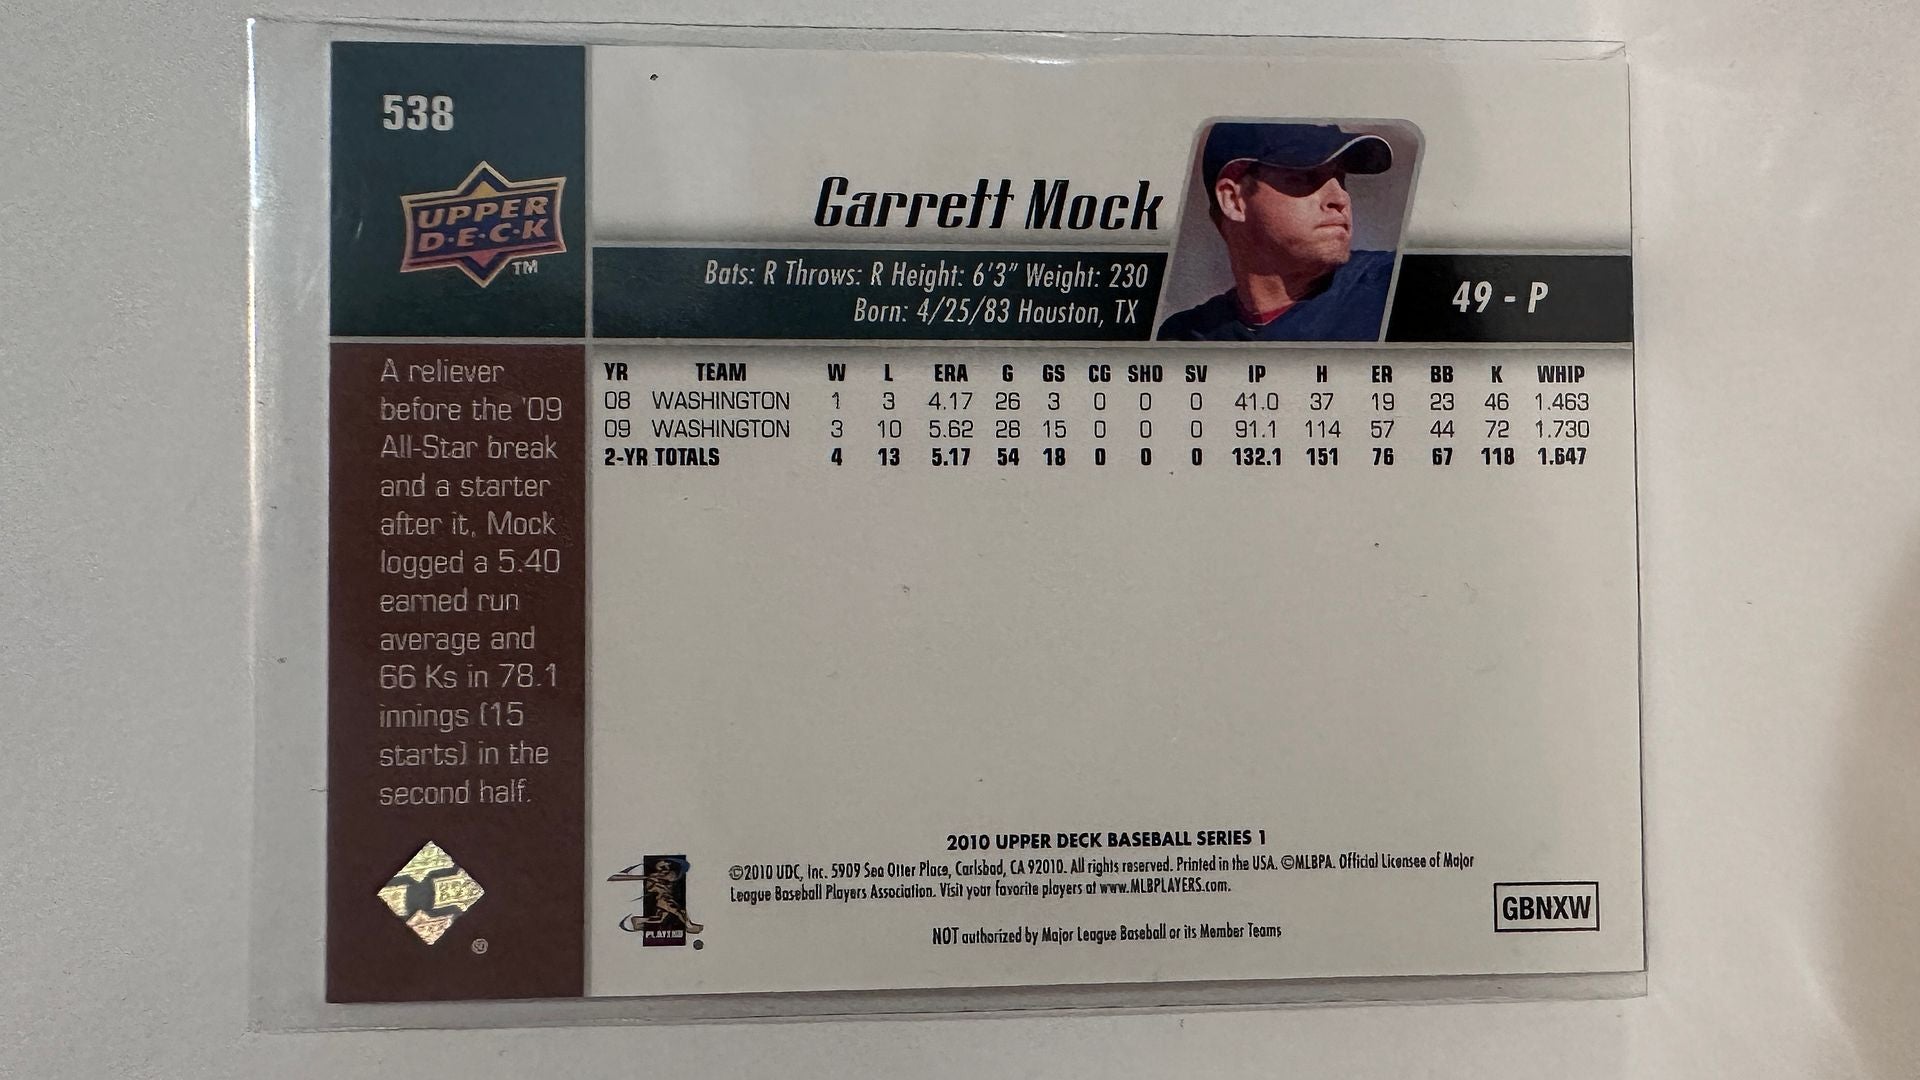 538
UPPER
D·E·C·K
TM
Garrett Mock
Bats: R Throws: R Height: 6'3" Weight: 230
Born: 4/25/83 Houston, TX
49 - P
A reliever
before the '09
All-Star break
and a starter
after it, Mock
logged a 5.40
earned run
average and
66 Ks in 78.1
innings (15
starts) in the
second half.
YR TEAM W L ERA G GS CG SHO SV IP H ER BB K WHIP
08 WASHINGTON 1 3 4.17 26 3 0 0 0 41.0 37 19 23 46 1.463
09 WASHINGTON 3 10 5.62 28 15 0 0 0 91.1 114 57 44 72 1.730
2-YR TOTALS 4 13 5.17 54 18 0 0 0 132.1 151 76 67 118 1.647
2010 UPPER DECK BASEBALL SERIES 1
©2010 UDC, Inc. 5909 Sea Otter Place, Carlsbad, CA 92010. All rights reserved. Printed in the USA. ©MLBPA. Official Licensee of Major
League Baseball Players Association. Visit your favorite players at www.MLBPLAYERS.com.
NOT authorized by Major League Baseball or its Member Teams
GBNXW
®